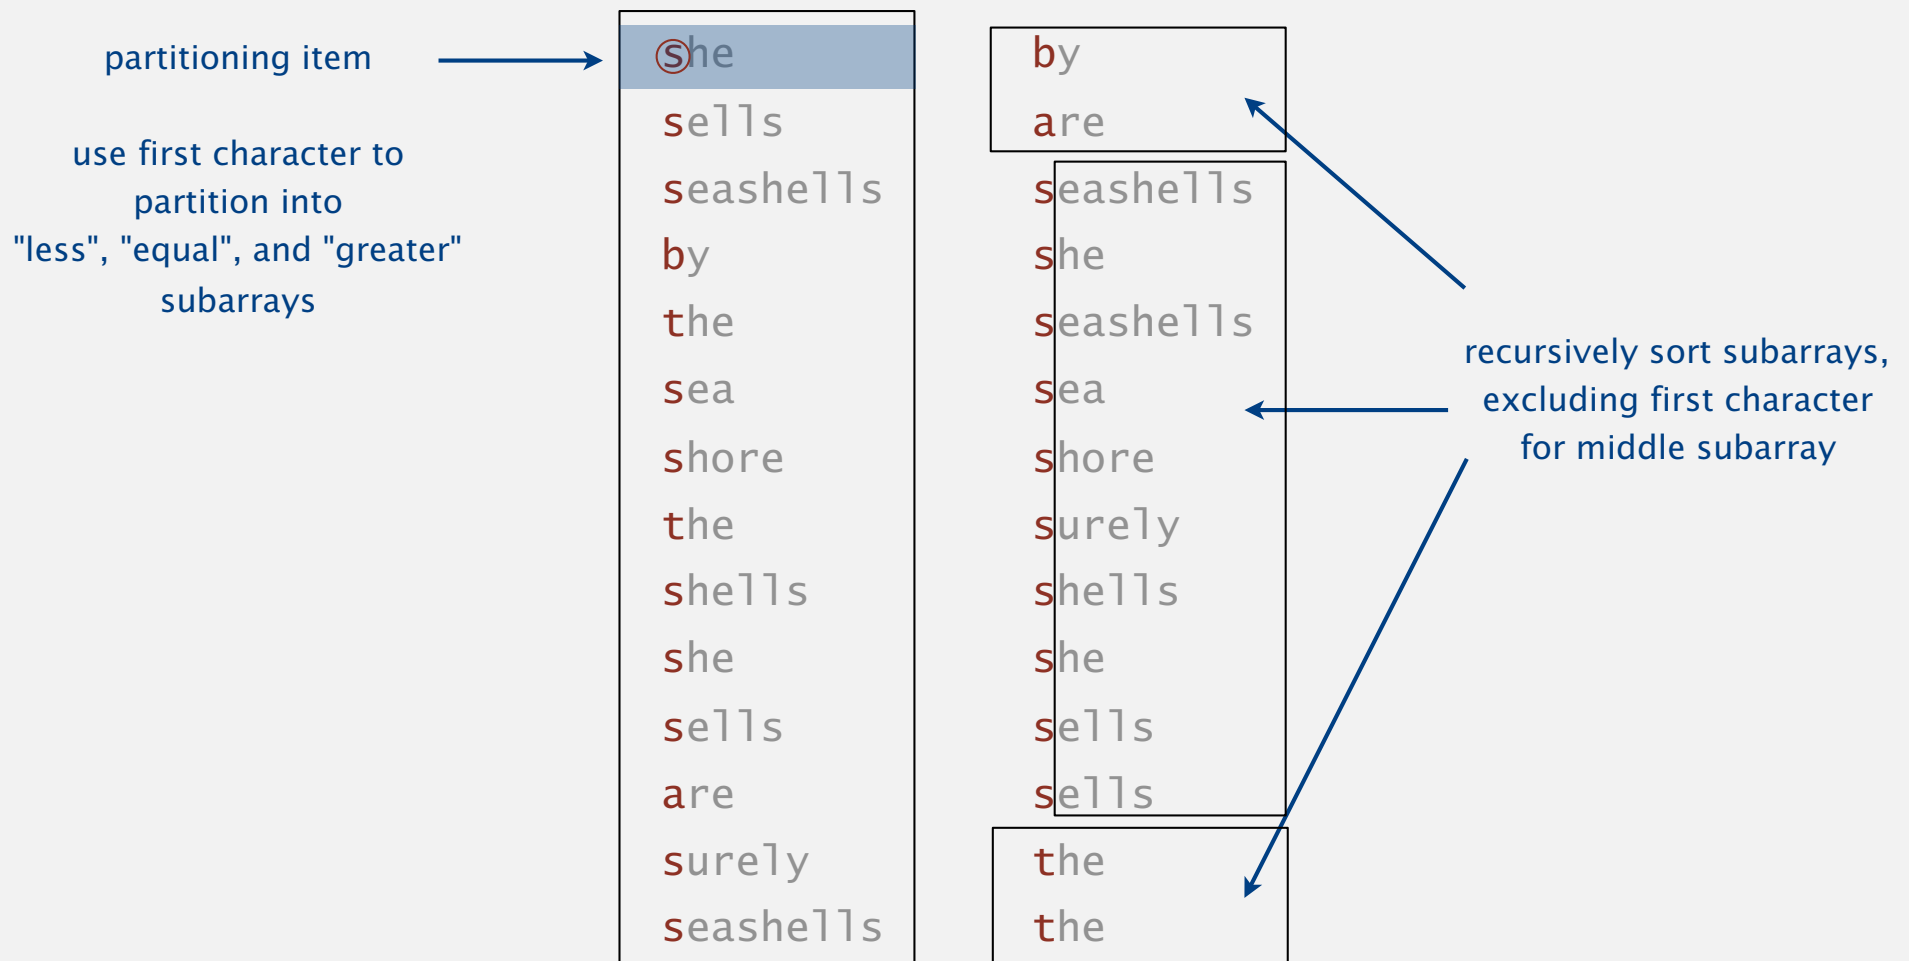 partitioning item
use first character to
partition into
"less", "equal", and "greater"
subarrays
she
sells
seashells
by
the
sea
shore
the
shells
she
sells
are
surely
seashells
by
are
seashells
she
seashells
sea
shore
surely
shells
she
sells
sells
the
the
recursively sort subarrays,
excluding first character
for middle subarray